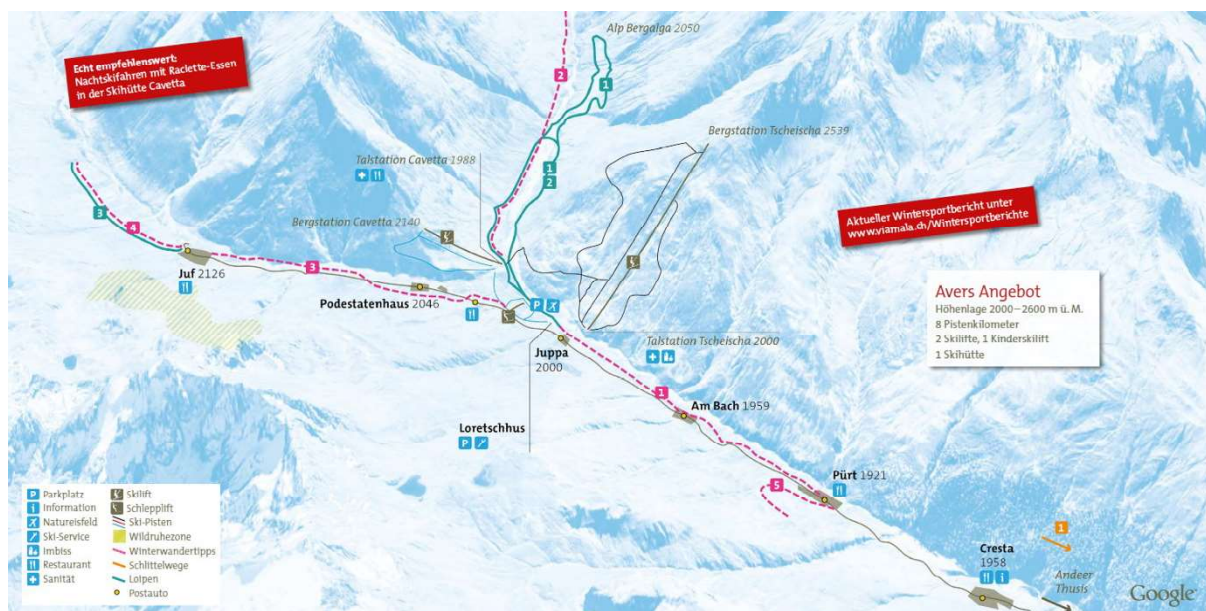 Alp Bergalga 2050
Echt empfehlenswert:
Nachtskifahren mit Raclette-Essen
in der Skihütte Cavetta
2
1
Bergstation Tscheischa 2539
Talstation Cavetta 1988
1
2
Aktueller Wintersportbericht unter
www.viamala.ch/Wintersportberichte
3
4
Bergstation Cavetta 2140
3
Juf 2126
Podestatenhaus 2046
P
Avers Angebot
Höhenlage 2000 – 2600 m ü. M.
8 Pistenkilometer
2 Skilifte, 1 Kinderskilift
1 Skihütte
Juppa
2000
Talstation Tscheischa 2000
1
Am Bach 1959
Loretschhus
P
Pürt 1921
5
P Parkplatz
i Information
Natureisfeld
Ski-Service
Imbiss
Restaurant
Sanität
Skilift
Schlepplift
Ski-Pisten
Wildruhezone
Winterwandertipps
Schlittelwege
Loipen
Postauto
1
Cresta
1958
i
Andeer
Thusis
Google